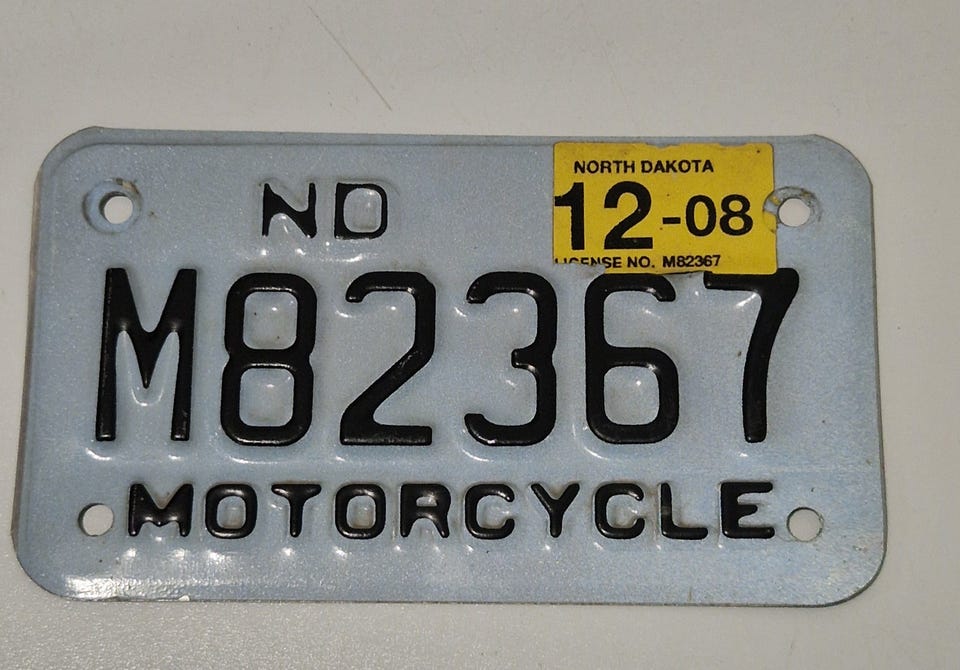 ND
NORTH DAKOTA
12-08
LICENSE NO. M82367
M82367
MOTORCYCLE